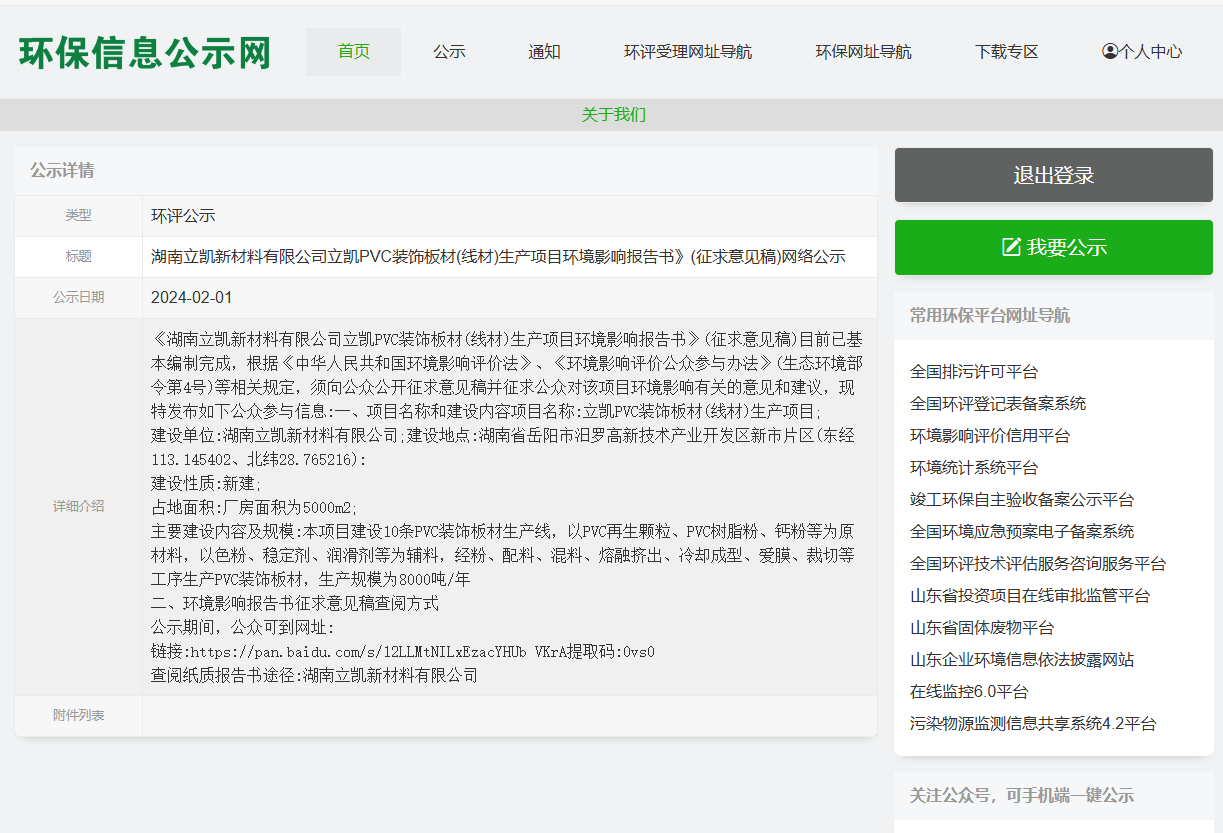 环保信息公示网
首页
公示
通知
环评受理网址导航
环保网址导航
下载专区
个人中心
关于我们
公示详情
类型
环评公示
标题
湖南立凯新材料有限公司立凯PVC装饰板材(线材)生产项目环境影响报告书》(征求意见稿)网络公示
公示日期
2024-02-01
详细介绍
《湖南立凯新材料有限公司立凯PVC装饰板材(线材)生产项目环境影响报告书》(征求意见稿)目前已基
本编制完成，根据《中华人民共和国环境影响评价法》、《环境影响评价公众参与办法》(生态环境部
令第4号)等相关规定，须向公众公开征求意见稿并征求公众对该项目环境影响有关的意见和建议，现
特发布如下公众参与信息:一、项目名称和建设内容项目名称:立凯PVC装饰板材(线材)生产项目;
建设单位:湖南立凯新材料有限公司;建设地点:湖南省岳阳市汨罗高新技术产业开发区新市片区(东经
113.145402、北纬28.765216):
建设性质:新建;
占地面积:厂房面积为5000m2;
主要建设内容及规模:本项目建设10条PVC装饰板材生产线，以PVC再生颗粒、PVC树脂粉、钙粉等为原
材料，以色粉、稳定剂、润滑剂等为辅料，经粉、配料、混料、熔融挤出、冷却成型、爱膜、裁切等
工序生产PVC装饰板材，生产规模为8000吨/年
二、环境影响报告书征求意见稿查阅方式
公示期间，公众可到网址:
链接:https://pan.baidu.com/s/12LLMtNILxEzacYHUb VKrA提取码:0vs0
查阅纸质报告书途径:湖南立凯新材料有限公司
附件列表
退出登录
我要公示
常用环保平台网址导航
全国排污许可平台
全国环评登记表备案系统
环境影响评价信用平台
环境统计系统平台
竣工环保自主验收备案公示平台
全国环境应急预案电子备案系统
全国环评技术评估服务咨询服务平台
山东省投资项目在线审批监管平台
山东省固体废物平台
山东企业环境信息依法披露网站
在线监控6.0平台
污染物源监测信息共享系统4.2平台
关注公众号，可手机端一键公示